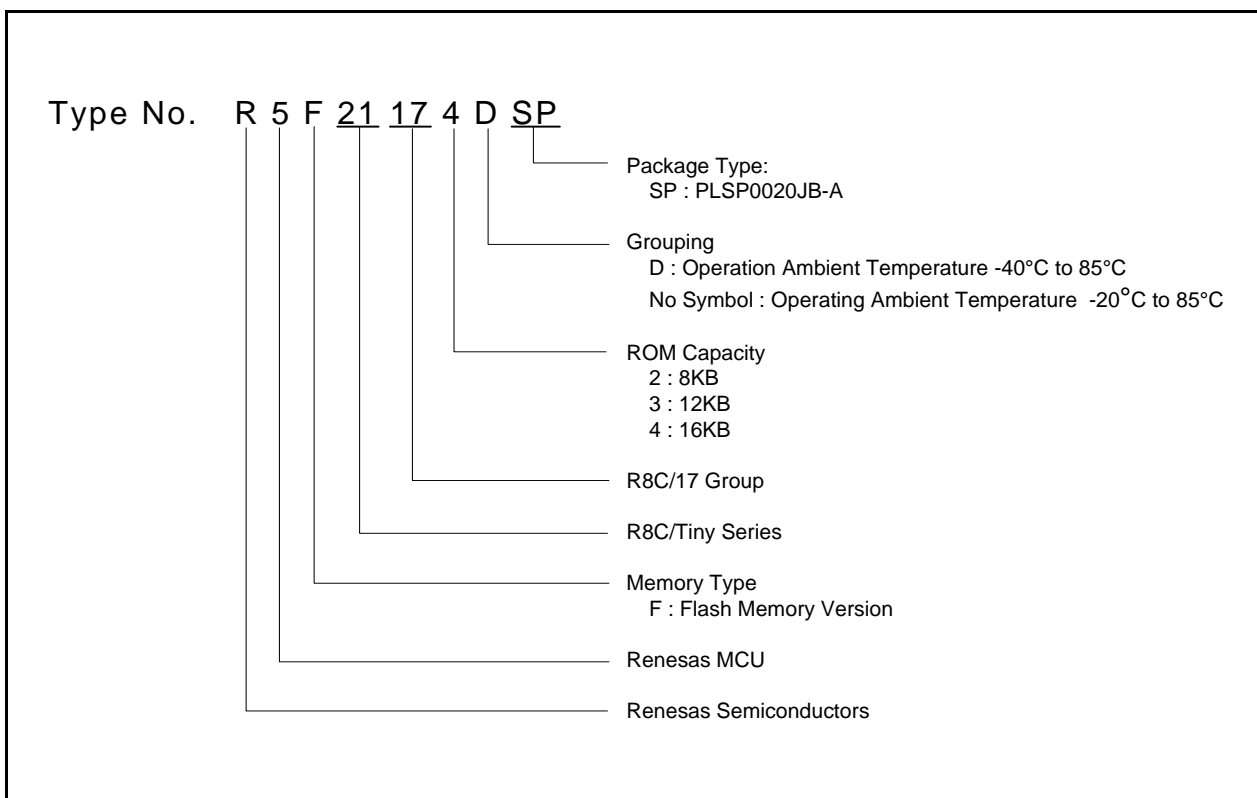 Type No. R 5 F 21 17 4 D SP
Package Type:
SP : PLSP0020JB-A
Grouping
D : Operation Ambient Temperature -40°C to 85°C
No Symbol : Operating Ambient Temperature -20°C to 85°C
ROM Capacity
2 : 8KB
3 : 12KB
4 : 16KB
R8C/17 Group
R8C/Tiny Series
Memory Type
F : Flash Memory Version
Renesas MCU
Renesas Semiconductors